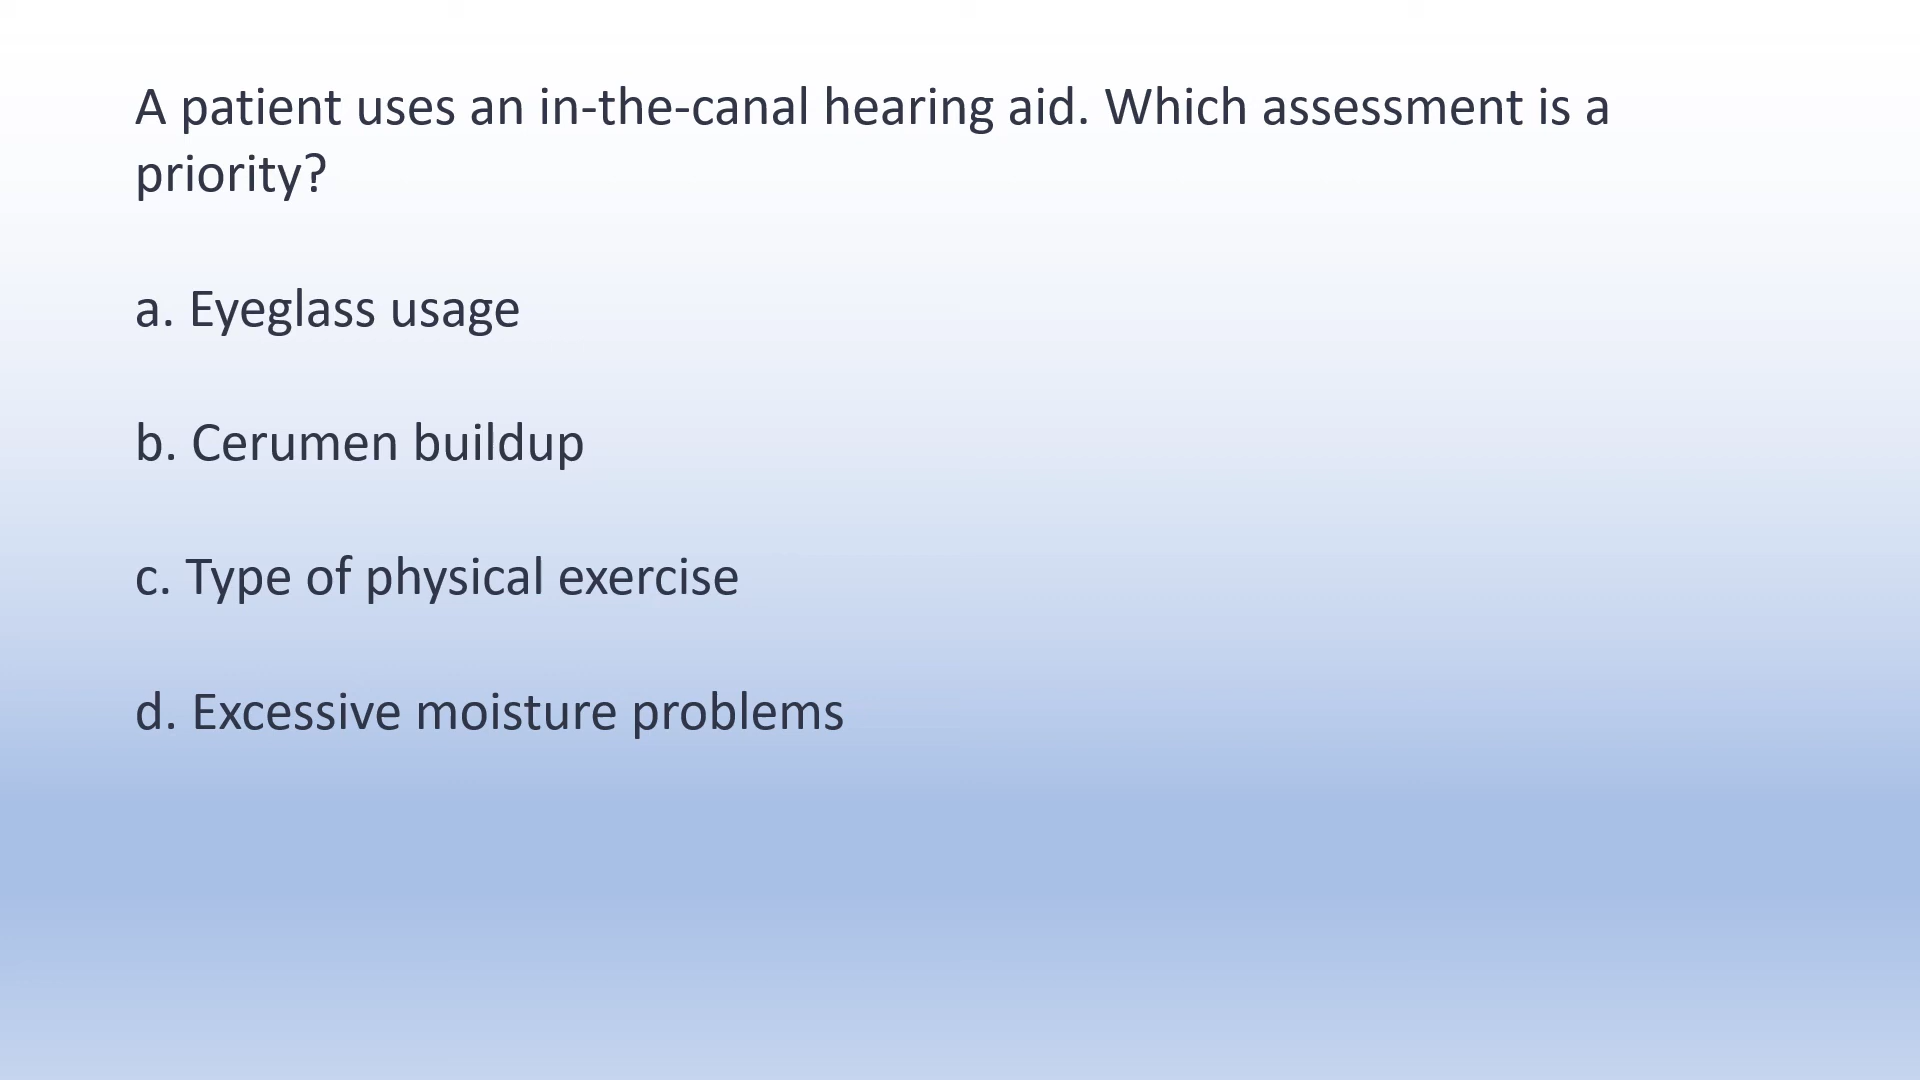 A patient uses an in-the-canal hearing aid. Which assessment is a
priority?
a. Eyeglass usage
b. Cerumen buildup
c. Type of physical exercise
d. Excessive moisture problems